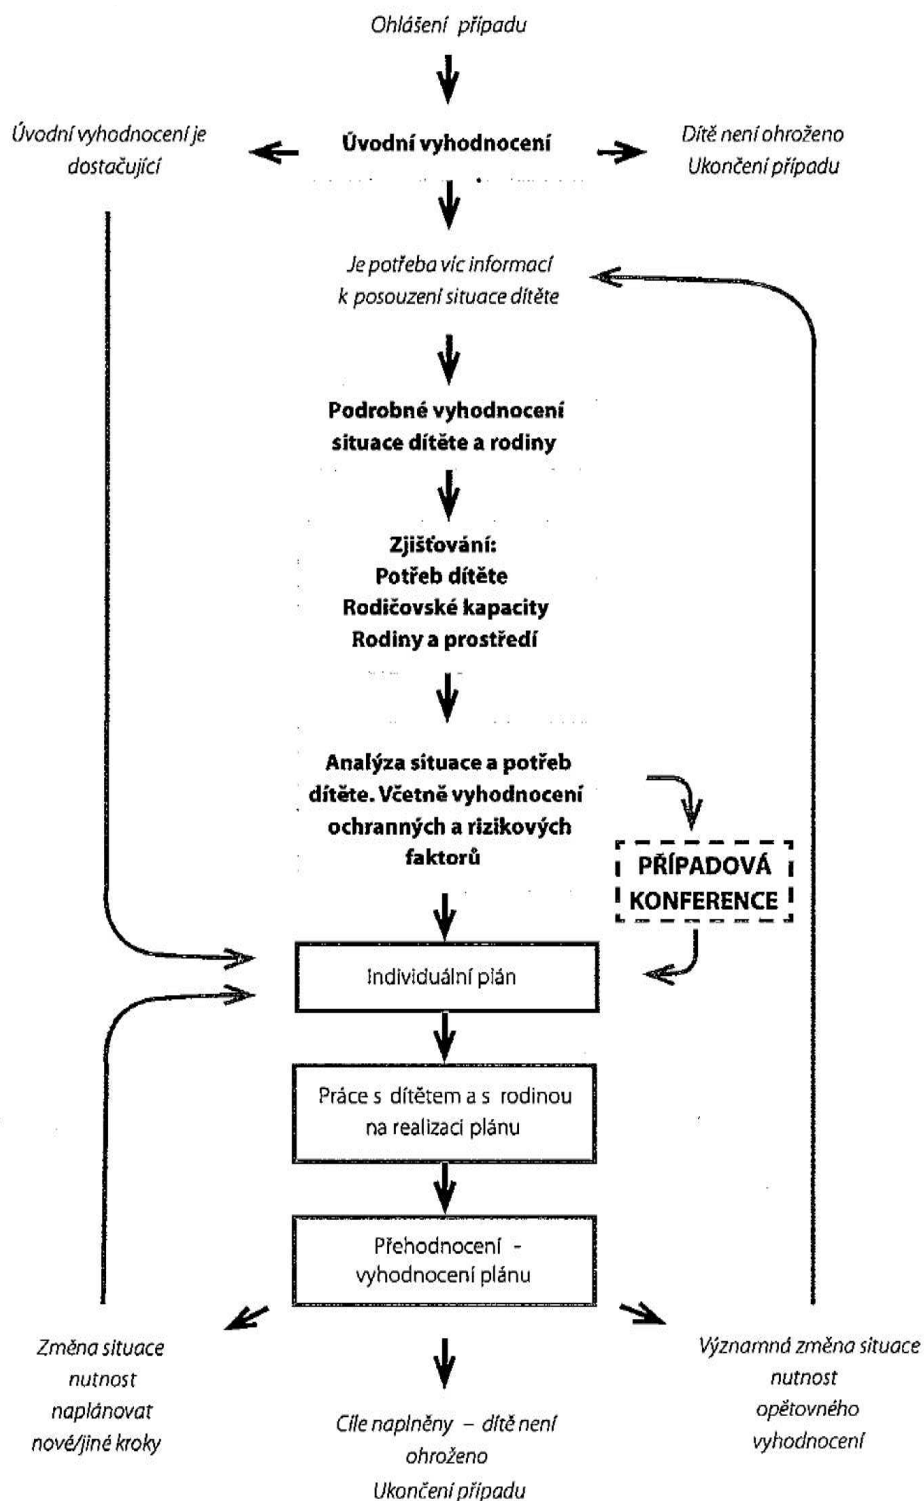 Ohlášení případu
Úvodní vyhodnocení je
dostačující
Úvodní vyhodnocení
Dítě není ohroženo
Ukončení případu
Je potřeba víc informací
k posouzení situace dítěte
Podrobné vyhodnocení
situace dítěte a rodiny
Zjišťování:
Potřeb dítěte
Rodičovské kapacity
Rodiny a prostředí
Analýza situace a potřeb
dítěte. Včetně vyhodnocení
ochranných a rizikových
faktorů
PŘÍPADOVÁ
KONFERENCE
Individuální plán
Práce s dítětem a s rodinou
na realizaci plánu
Přehodnocení -
vyhodnocení plánu
Změna situace
nutnost
naplánovat
nové/jiné kroky
Cíle naplněny – dítě není
ohroženo
Ukončení případu
Významná změna situace
nutnost
opětovného
vyhodnocení